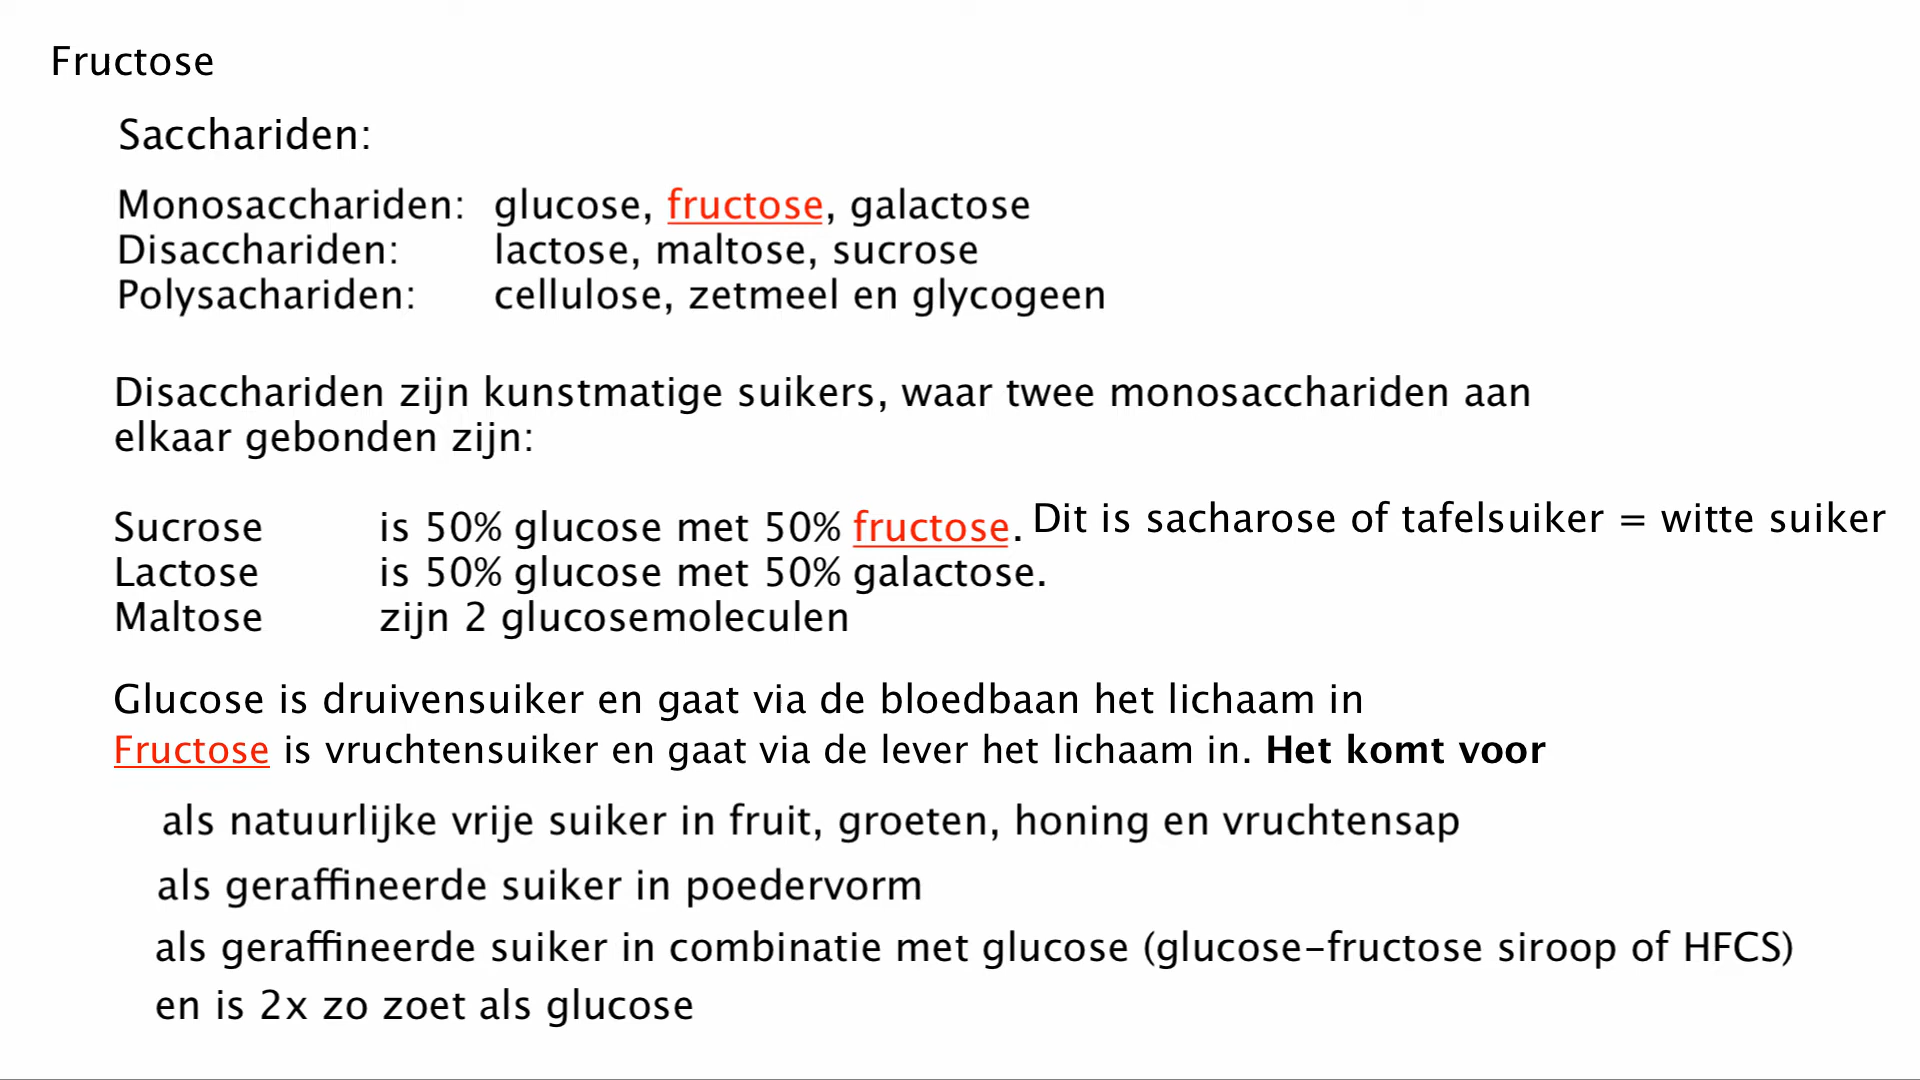 Fructose
Sacchariden:
Monosacchariden: glucose, fructose, galactose
Disacchariden: lactose, maltose, sucrose
Polysachariden: cellulose, zetmeel en glycogeen
Disacchariden zijn kunstmatige suikers, waar twee monosacchariden aan
elkaar gebonden zijn:
Sucrose is 50% glucose met 50% fructose. Dit is sacharose of tafelsuiker = witte suiker
Lactose is 50% glucose met 50% galactose.
Maltose zijn 2 glucosemoleculen
Glucose is druivensuiker en gaat via de bloedbaan het lichaam in
Fructose is vruchtensuiker en gaat via de lever het lichaam in. Het komt voor
als natuurlijke vrije suiker in fruit, groeten, honing en vruchtensap
als geraffineerde suiker in poedervorm
als geraffineerde suiker in combinatie met glucose (glucose-fructose siroop of HFCS)
en is 2x zo zoet als glucose